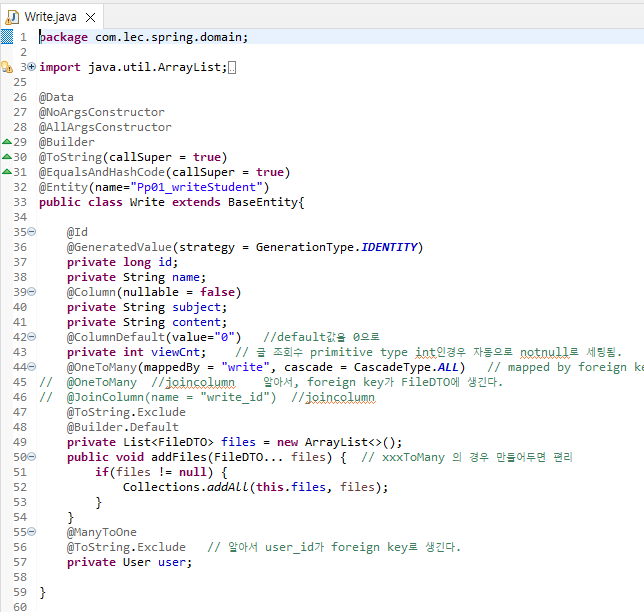 Write.java
1 package com.lec.spring.domain;
2
3 import java.util.ArrayList;
25
26 @Data
27 @NoArgsConstructor
28 @AllArgsConstructor
29 @Builder
30 @ToString(callSuper = true)
31 @EqualsAndHashCode(callSuper = true)
32 @Entity(name="Pp01_writeStudent")
33 public class Write extends BaseEntity{
34
35 @Id
36 @GeneratedValue(strategy = GenerationType.IDENTITY)
37 private long id;
38 private String name;
39 @Column(nullable = false)
40 private String subject;
41 private String content;
42 @ColumnDefault(value="0") //default값을 0으로
43 private int viewCnt; // 글 조회수 primitive type int인경우 자동으로 notnull로 세팅됨.
44 @OneToMany(mappedBy = "write", cascade = CascadeType.ALL) // mapped by foreign ke
45 // @OneToMany //joincolumn 알아서, foreign key가 FileDTO에 생긴다.
46 // @JoinColumn(name = "write_id") //joincolumn
47 @ToString.Exclude
48 @Builder.Default
49 private List<FileDTO> files = new ArrayList<>();
50 public void addFiles(FileDTO... files) { // xxxToMany 의 경우 만들어두면 편리
51 if(files != null) {
52 Collections.addAll(this.files, files);
53 }
54 }
55 @ManyToOne
56 @ToString.Exclude // 알아서 user_id가 foreign key로 생긴다.
57 private User user;
58
59 }
60